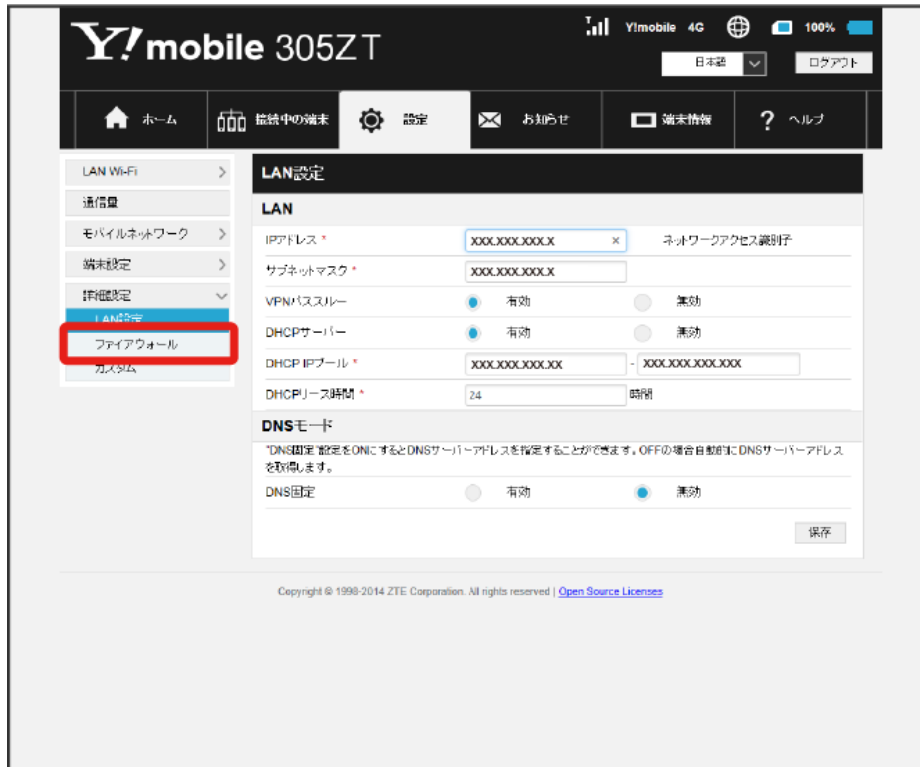 Y! mobile 305ZT
Y!mobile 4G 100%
日本語 ログアウト
ホーム 接続中の端末 設定 お知らせ 端末情報 ? ヘルプ
LAN Wi-Fi
通信量
モバイルネットワーク
端末設定
詳細設定
LAN設定
ファイアウォール
カスタム
LAN設定
LAN
IPアドレス * XXX.XXX.XXX.X × ネットワークアクセス識別子
サブネットマスク * XXX.XXX.XXX.X
VPNパススルー 有効 無効
DHCPサーバー 有効 無効
DHCP IPプール * XXX.XXX.XXX.XX - XXX.XXX.XXX.XXX
DHCPリース時間 * 24 時間
DNSモード
"DNS固定"設定をONにするとDNSサーバーアドレスを指定することができます。OFFの場合自動的にDNSサーバーアドレス
を取得します。
DNS固定 有効 無効
保存
Copyright © 1998-2014 ZTE Corporation. All rights reserved | Open Source Licenses